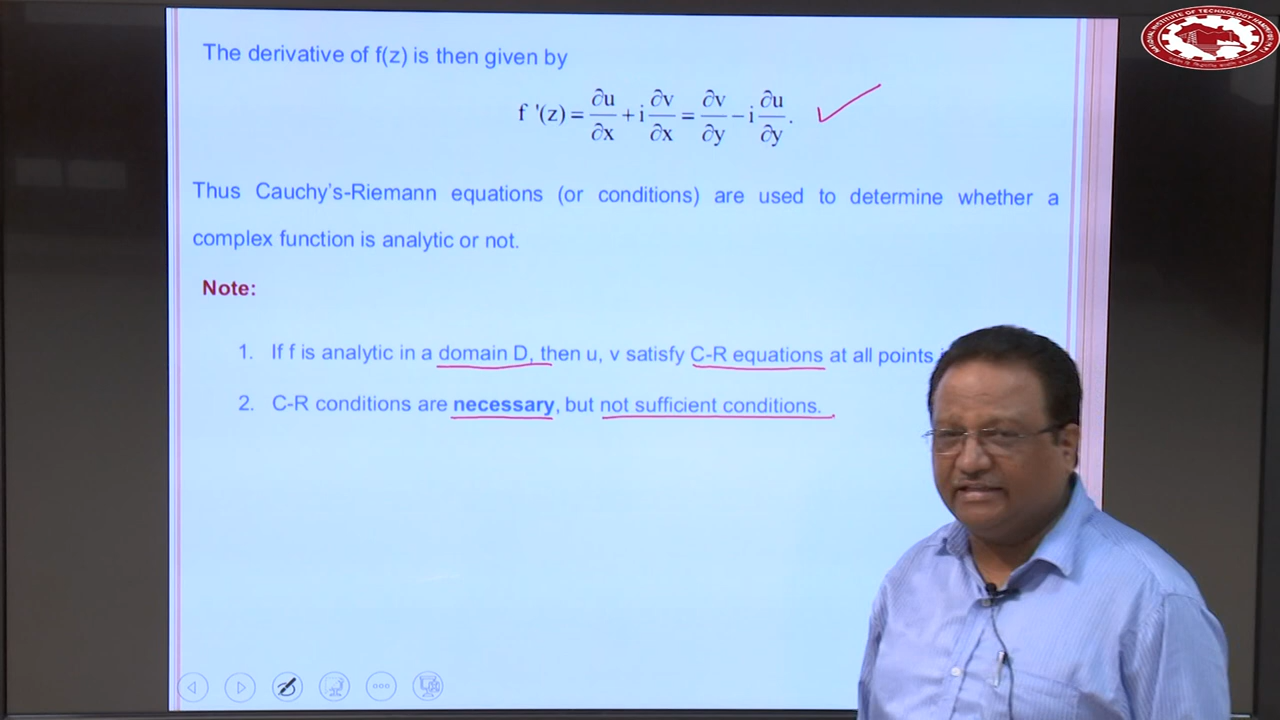 The derivative of f(z) is then given by
f '(z) = ∂u/∂x + i ∂v/∂x = ∂v/∂y − i ∂u/∂y.
Thus Cauchy's-Riemann equations (or conditions) are used to determine whether a
complex function is analytic or not.
Note:
1. If f is analytic in a domain D, then u, v satisfy C-R equations at all points
2. C-R conditions are necessary, but not sufficient conditions.